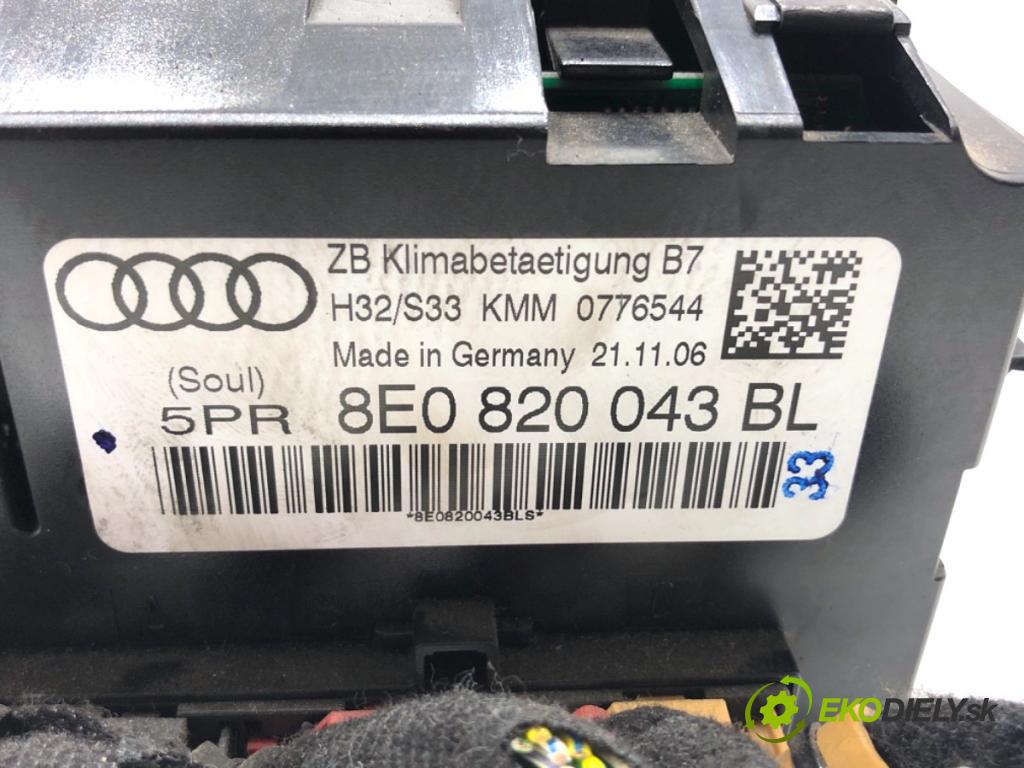 ZB Klimabetaetigung B7
H32/S33 KMM 0776544
Made in Germany 21.11.06
(Soul)
5PR 8E0 820 043 BL
33
*8E0820043BLS*
EKODIELY.sk